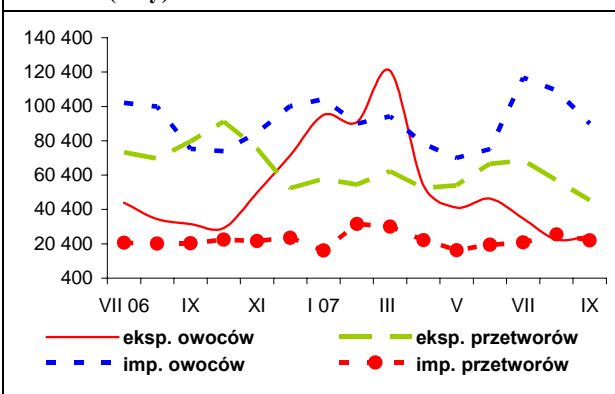 140 400
120 400
100 400
80 400
60 400
40 400
20 400
400
VII 06 IX XI I 07 III V VII IX
eksp. owoców eksp. przetworów
imp. owoców imp. przetworów